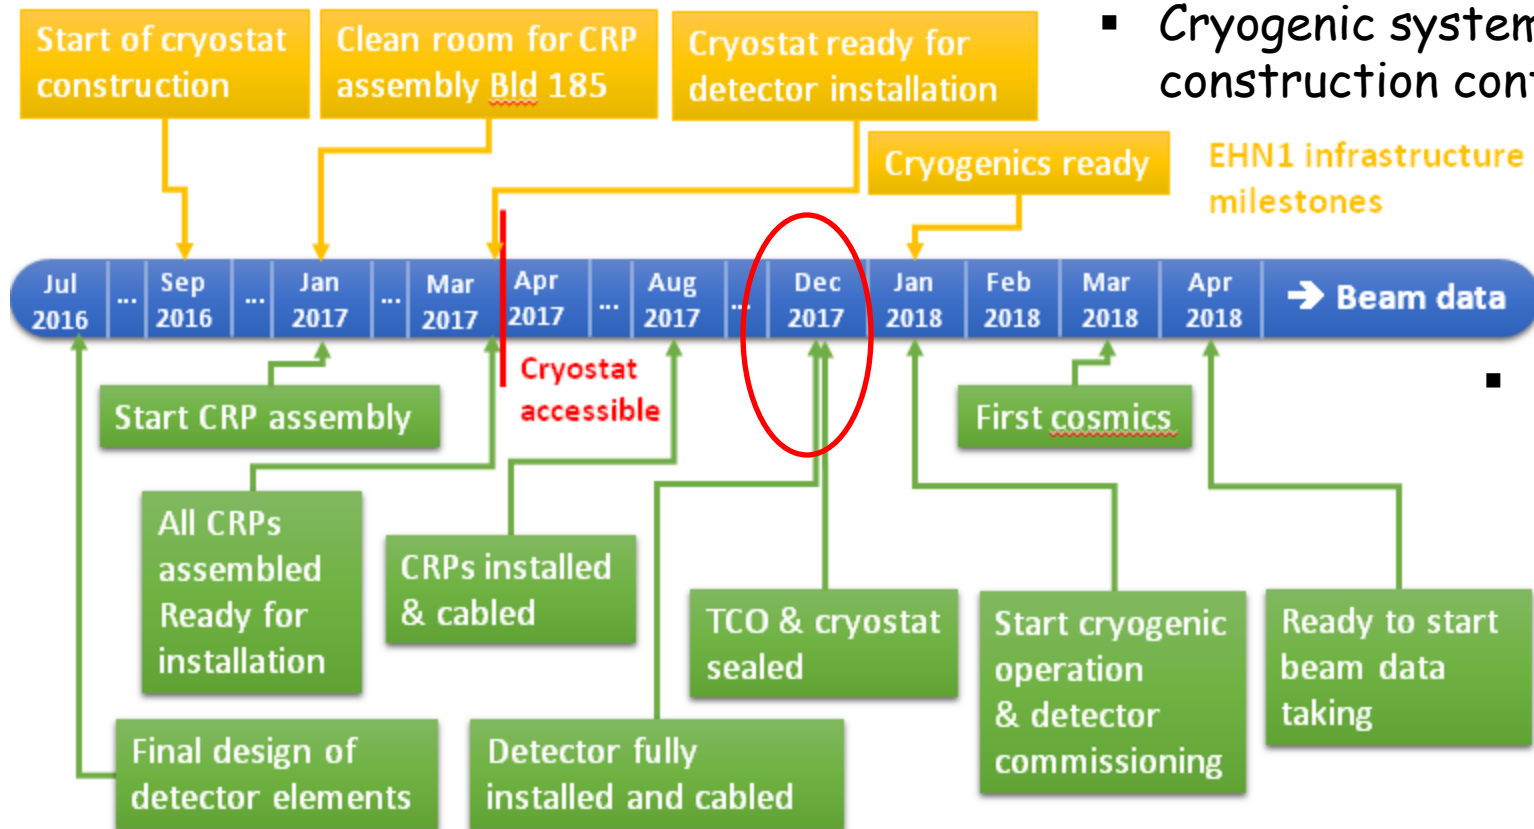 Start of cryostat
construction
Clean room for CRP
assembly Bld 185
Cryostat ready for
detector installation
▪ Cryogenic system
construction cont
Cryogenics ready
EHN1 infrastructure
milestones
Jul
2016
...
Sep
2016
...
Jan
2017
...
Mar
2017
Apr
2017
...
Aug
2017
...
Dec
2017
Jan
2018
Feb
2018
Mar
2018
Apr
2018
➔ Beam data
Cryostat
accessible
▪
Start CRP assembly
First cosmics
All CRPs
assembled
Ready for
installation
CRPs installed
& cabled
TCO & cryostat
sealed
Start cryogenic
operation
& detector
commissioning
Ready to start
beam data
taking
Final design of
detector elements
Detector fully
installed and cabled